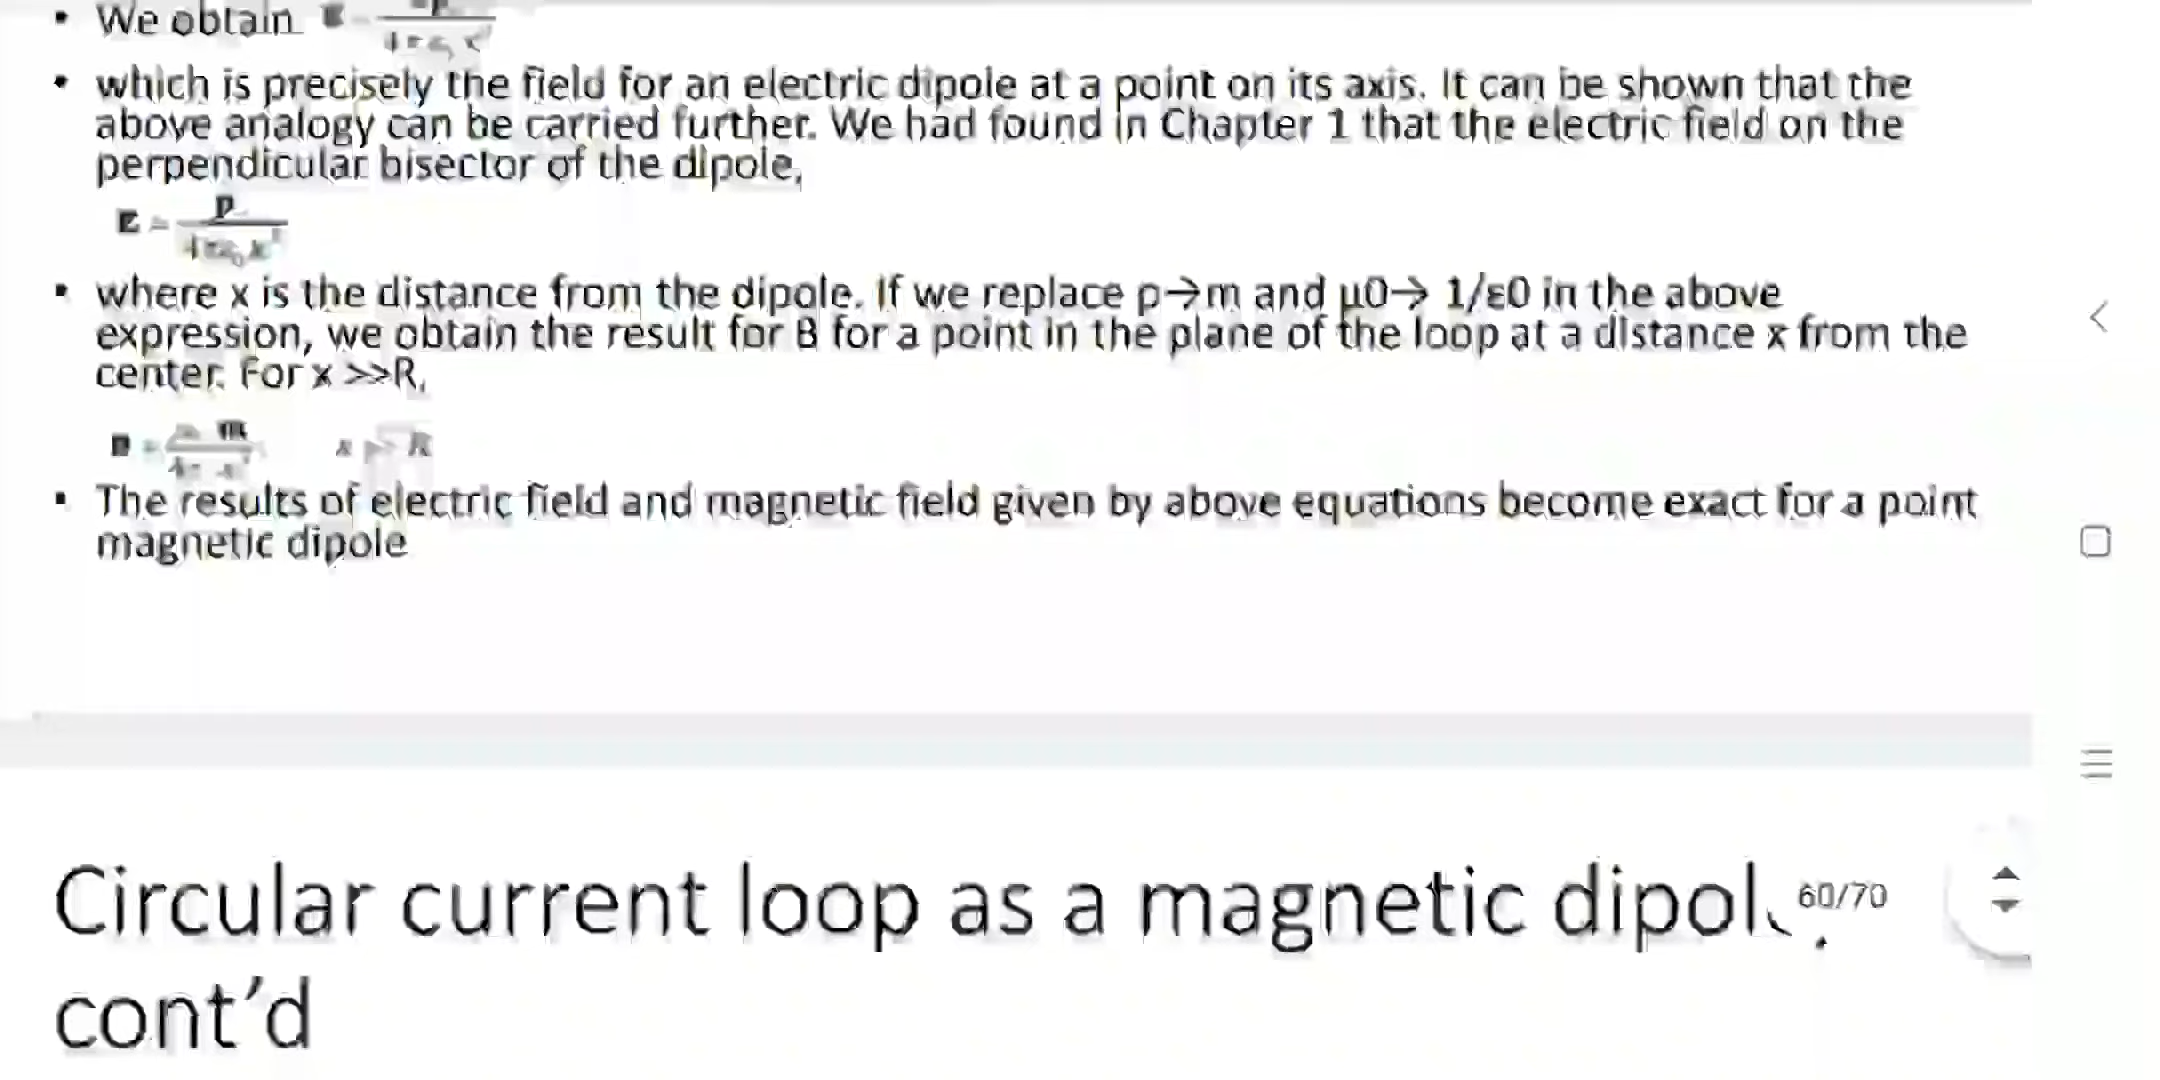 • We obtain
• which is precisely the field for an electric dipole at a point on its axis. It can be shown that the
above analogy can be carried further. We had found in Chapter 1 that the electric field on the
perpendicular bisector of the dipole,
E = p / 4πε₀x³
• where x is the distance from the dipole. If we replace p→m and μ0→ 1/ε0 in the above
expression, we obtain the result for B for a point in the plane of the loop at a distance x from the
center. For x >>R,
x >> R
• The results of electric field and magnetic field given by above equations become exact for a point
magnetic dipole
Circular current loop as a magnetic dipol
60/70
cont’d